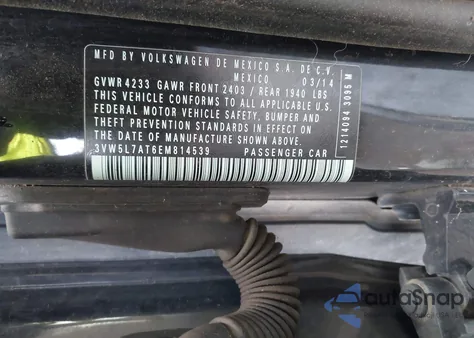 MFD BY VOLKSWAGEN DE MEXICO S.A. DE C.V.
MEXICO 03/14
GVWR 4233 GAWR FRONT 2403 / REAR 1940 LBS
THIS VEHICLE CONFORMS TO ALL APPLICABLE U.S.
FEDERAL MOTOR VEHICLE SAFETY, BUMPER AND
THEFT PREVENTION STANDARDS IN EFFECT ON
THE DATE OF MANUFACTURE SHOWN ABOVE.
3VW5L7AT6EM814539 PASSENGER CAR
1214094 3095 M
autoSnap